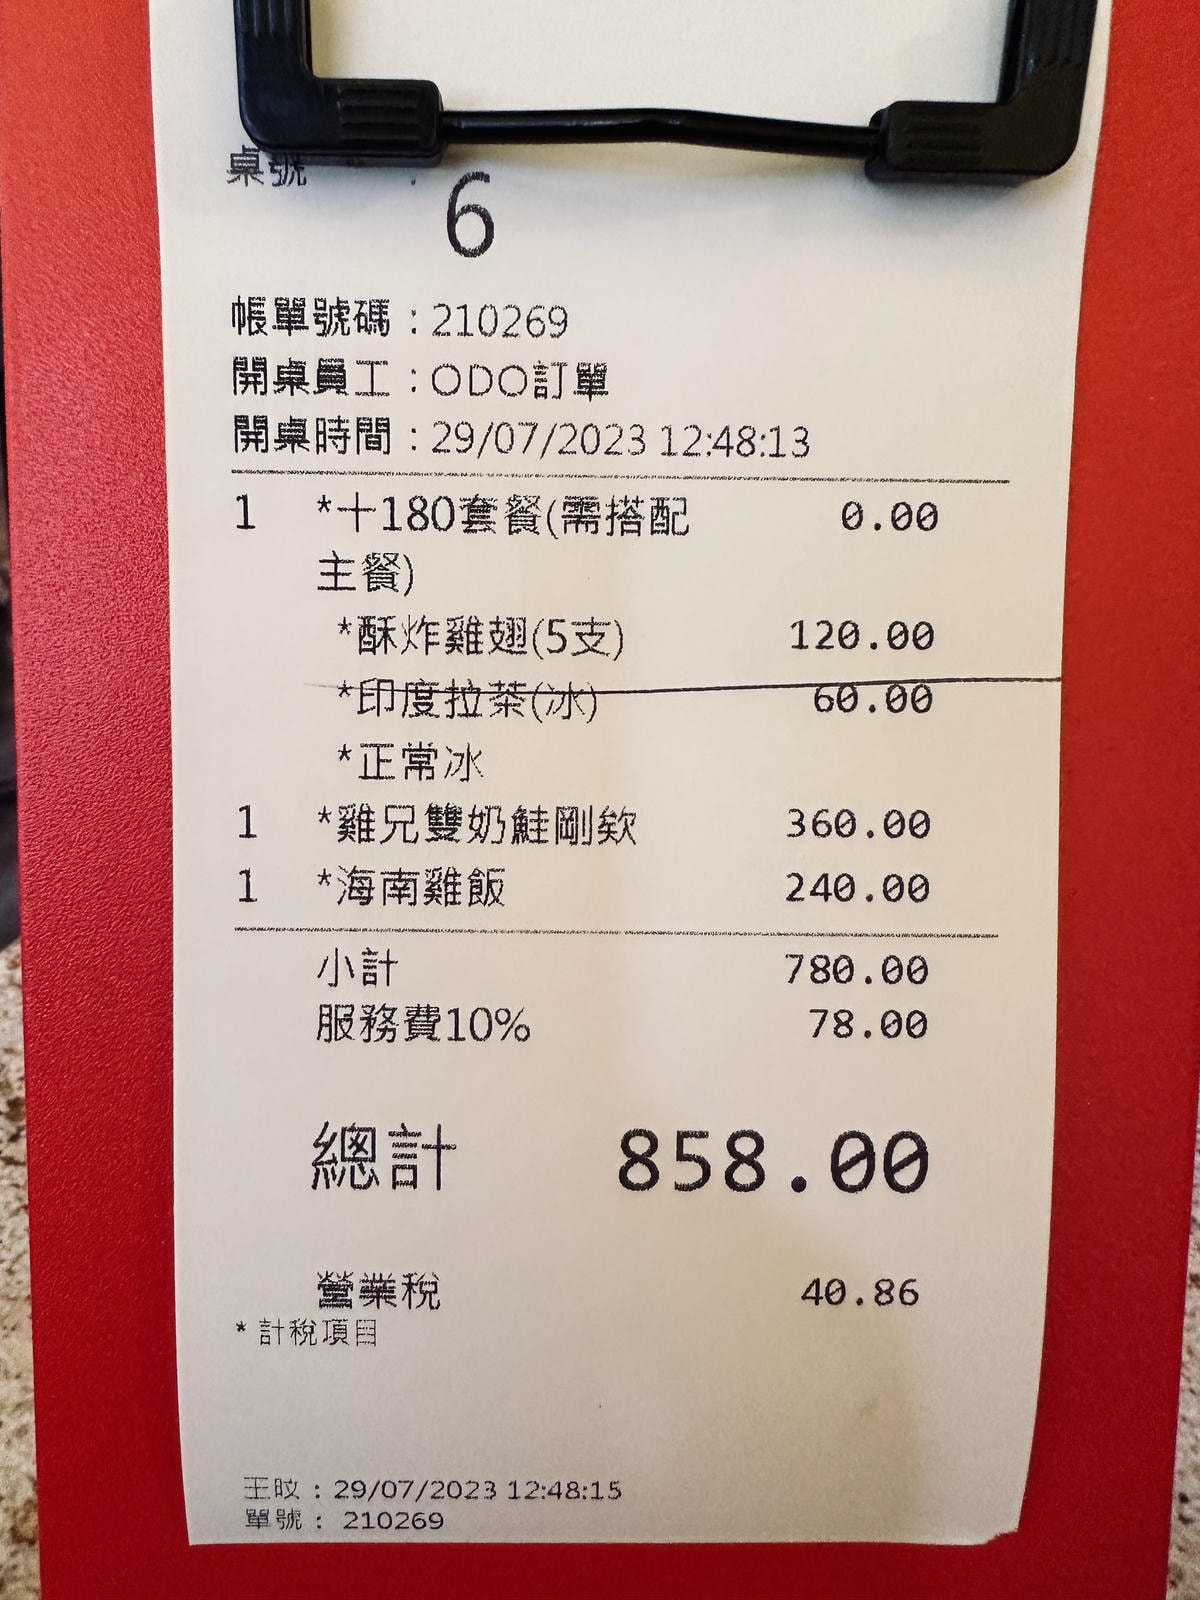 桌號 :
6
帳單號碼 : 210269
開桌員工 : ODO訂單
開桌時間 : 29/07/2023 12:48:13
1 *十180套餐(需搭配 0.00
主餐)
*酥炸雞翅(5支) 120.00
*印度拉茶(冰) 60.00
*正常冰
1 *雞兄雙奶鮭剛欸 360.00
1 *海南雞飯 240.00
小計 780.00
服務費10% 78.00
總計 858.00
營業稅 40.86
* 計稅項目
王旼 : 29/07/2023 12:48:15
單號 : 210269